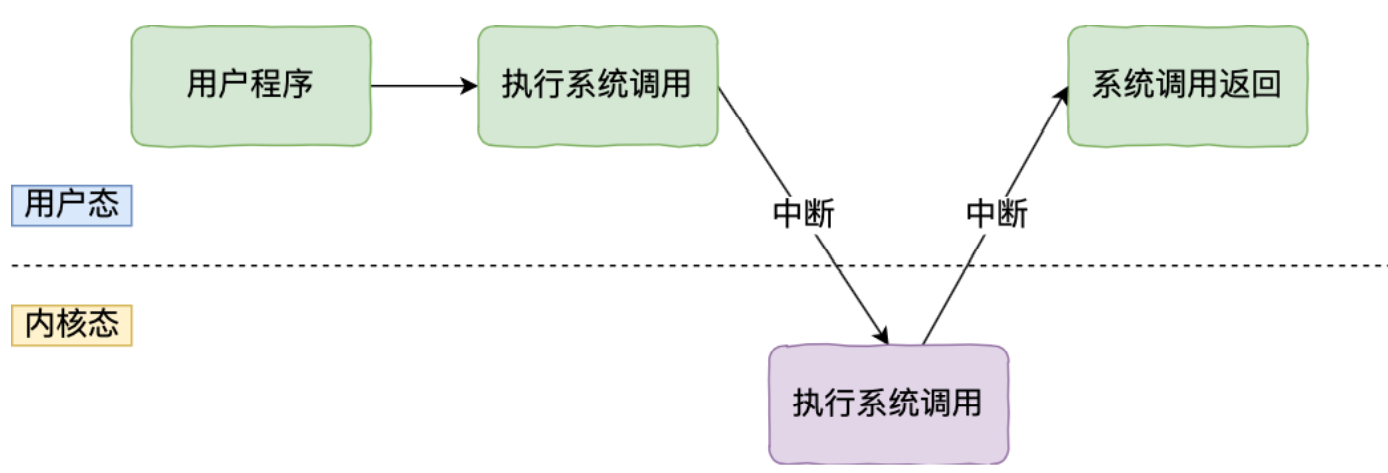 用户程序
执行系统调用
系统调用返回
用户态
中断
中断
内核态
执行系统调用